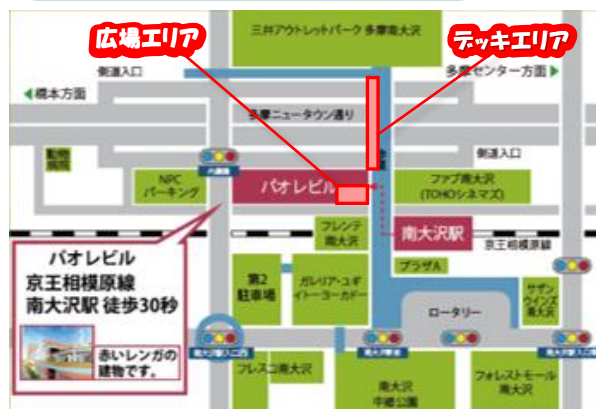 三井アウトレットパーク 多摩南大沢
広場エリア
デッキエリア
側道入口
多摩センター方面▶
◀橋本方面
多摩ニュータウン通り
側道入口
動物
病院
NPC
パーキング
パオレビル
ファブ南大沢
(TOHOシネマズ)
フレンテ
南大沢
南大沢駅
京王相模原線
パオレビル
京王相模原線
南大沢駅 徒歩30秒
赤いレンガの
建物です。
プラザA
第2
駐車場
ガレリア・ユギ
イトーヨーカドー
サザン
ウインズ
南大沢
ロータリー
フレスコ南大沢
南大沢
中郷公園
フォレストモール
南大沢